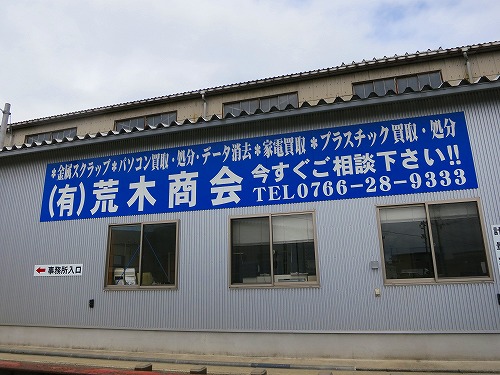 *金属スクラップ*パソコン買取・処分・データ消去*家電買取*プラスチック買取・処分
(有)荒木商会 今すぐご相談下さい!!
TEL0766-28-9333
←事務所入口